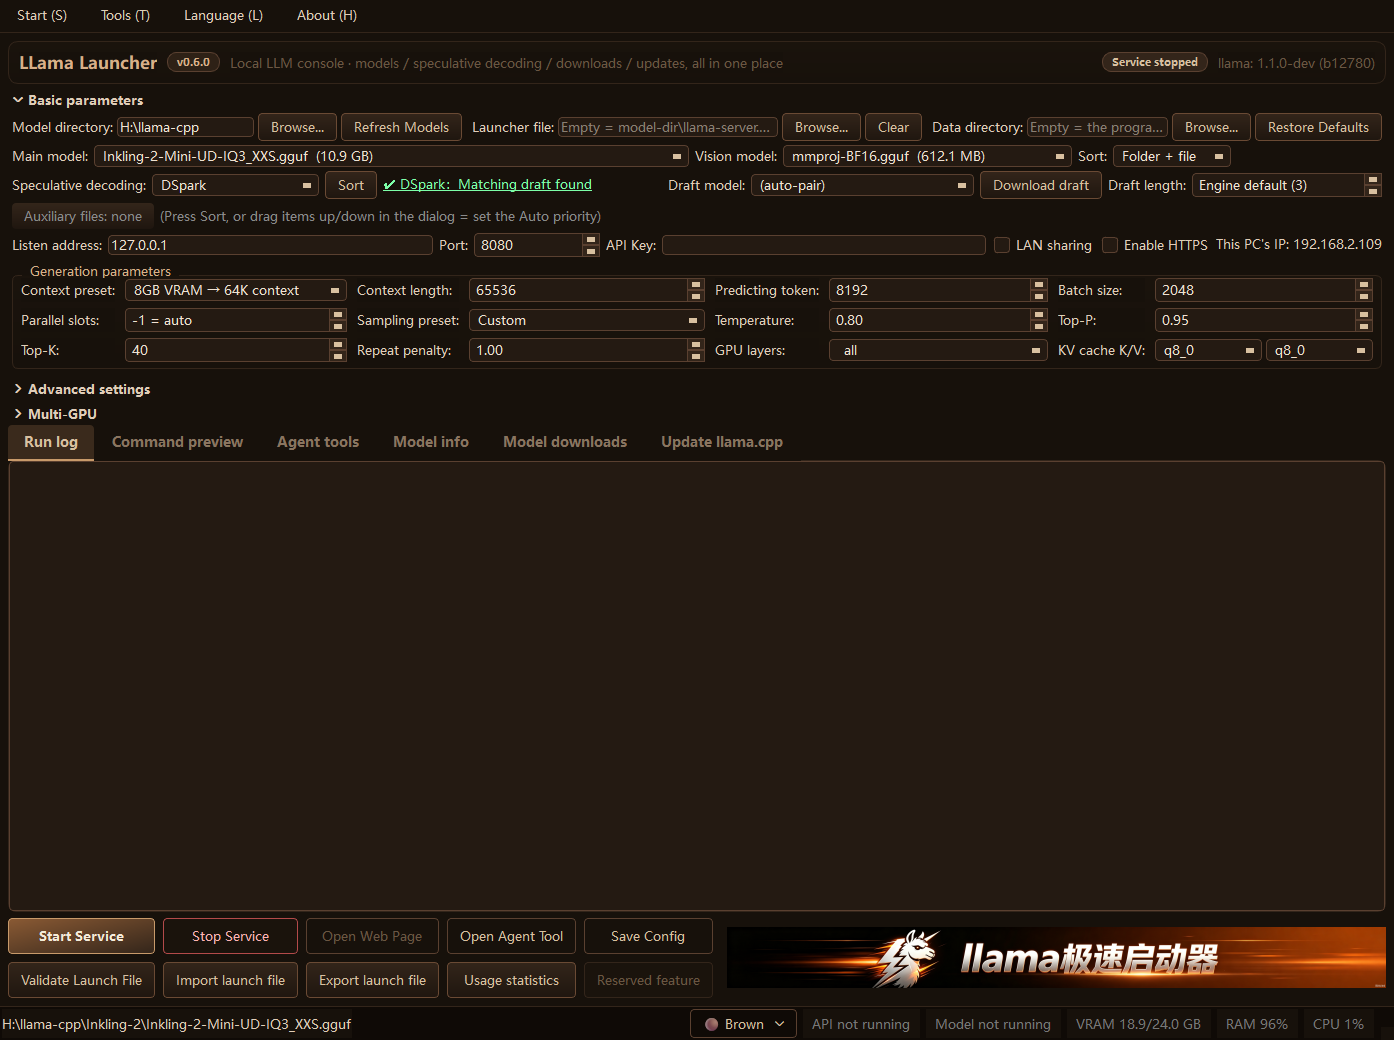 Start (S) Tools (T) Language (L) About (H)
LLama Launcher v0.6.0 Local LLM console · models / speculative decoding / downloads / updates, all in one place Service stopped llama: 1.1.0-dev (b12780)
Basic parameters
Model directory: H:\llama-cpp Browse... Refresh Models Launcher file: Empty = model-dir\llama-server.... Browse... Clear Data directory: Empty = the progra... Browse... Restore Defaults
Main model: Inkling-2-Mini-UD-IQ3_XXS.gguf (10.9 GB) Vision model: mmproj-BF16.gguf (612.1 MB) Sort: Folder + file
Speculative decoding: DSpark Sort ✔ DSpark: Matching draft found Draft model: (auto-pair) Download draft Draft length: Engine default (3)
Auxiliary files: none (Press Sort, or drag items up/down in the dialog = set the Auto priority)
Listen address: 127.0.0.1 Port: 8080 API Key: LAN sharing Enable HTTPS This PC's IP: 192.168.2.109
Generation parameters
Context preset: 8GB VRAM → 64K context Context length: 65536 Predicting token: 8192 Batch size: 2048
Parallel slots: -1 = auto Sampling preset: Custom Temperature: 0.80 Top-P: 0.95
Top-K: 40 Repeat penalty: 1.00 GPU layers: all KV cache K/V: q8_0 q8_0
Advanced settings
Multi-GPU
Run log Command preview Agent tools Model info Model downloads Update llama.cpp
Start Service Stop Service Open Web Page Open Agent Tool Save Config
llama极速启动器
Validate Launch File Import launch file Export launch file Usage statistics Reserved feature
H:\llama-cpp\Inkling-2\Inkling-2-Mini-UD-IQ3_XXS.gguf Brown API not running Model not running VRAM 18.9/24.0 GB RAM 96% CPU 1%